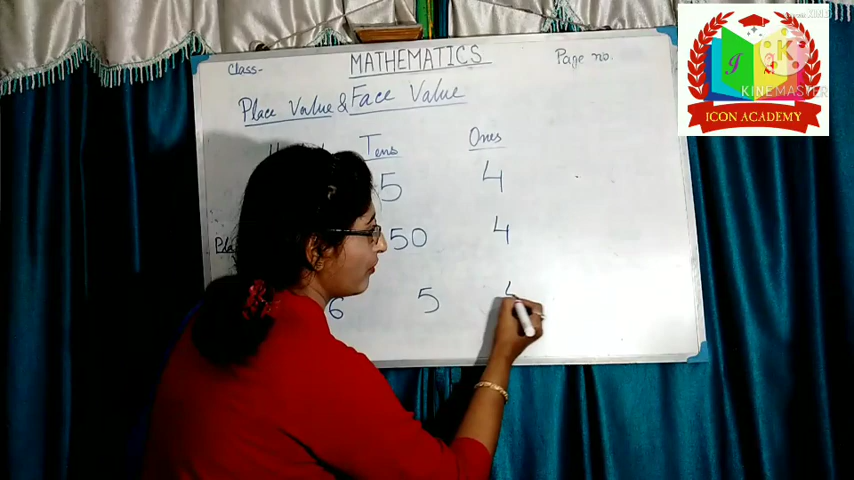 Class-
MATHEMATICS
Page no.
Place Value & Face Value
Tens
Ones
5
4
50
4
6
5
KINEMASTER
ICON ACADEMY